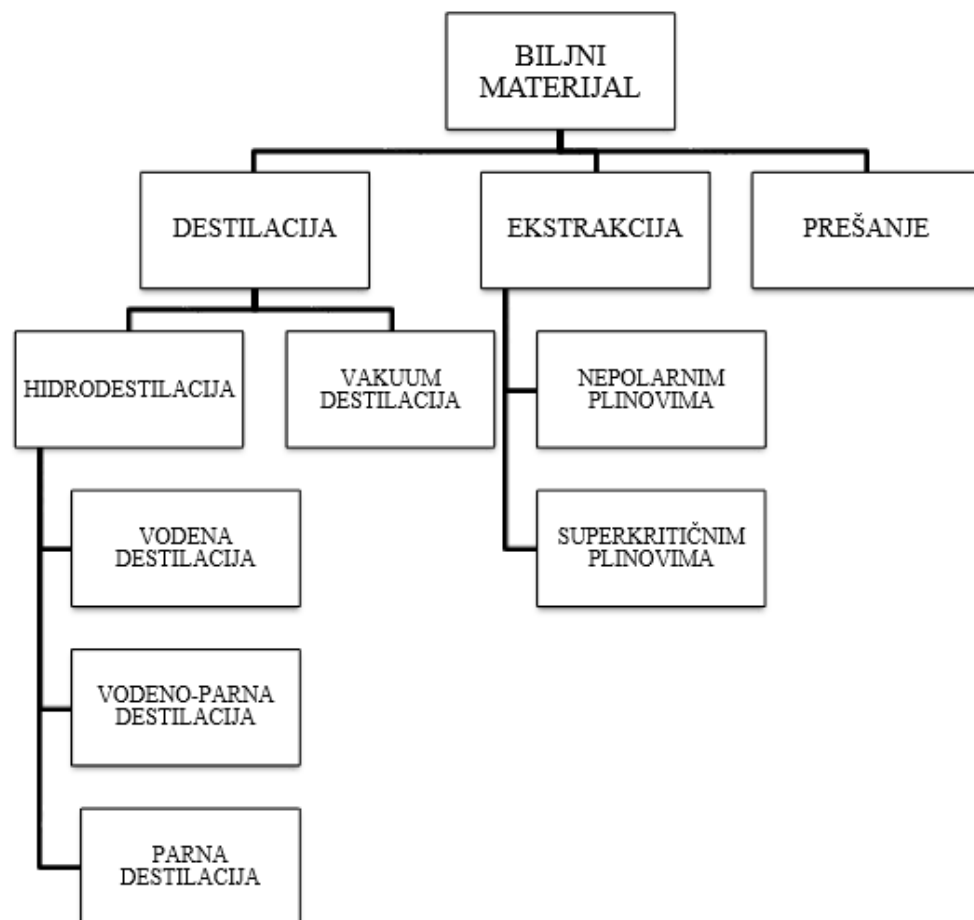 BILJNI
MATERIJAL
DESTILACIJA
EKSTRAKCIJA
PREŠANJE
HIDRODESTILACIJA
VAKUUM
DESTILACIJA
NEPOLARNIM
PLINOVIMA
VODENA
DESTILACIJA
SUPERKRITIČNIM
PLINOVIMA
VODENO-PARNA
DESTILACIJA
PARNA
DESTILACIJA